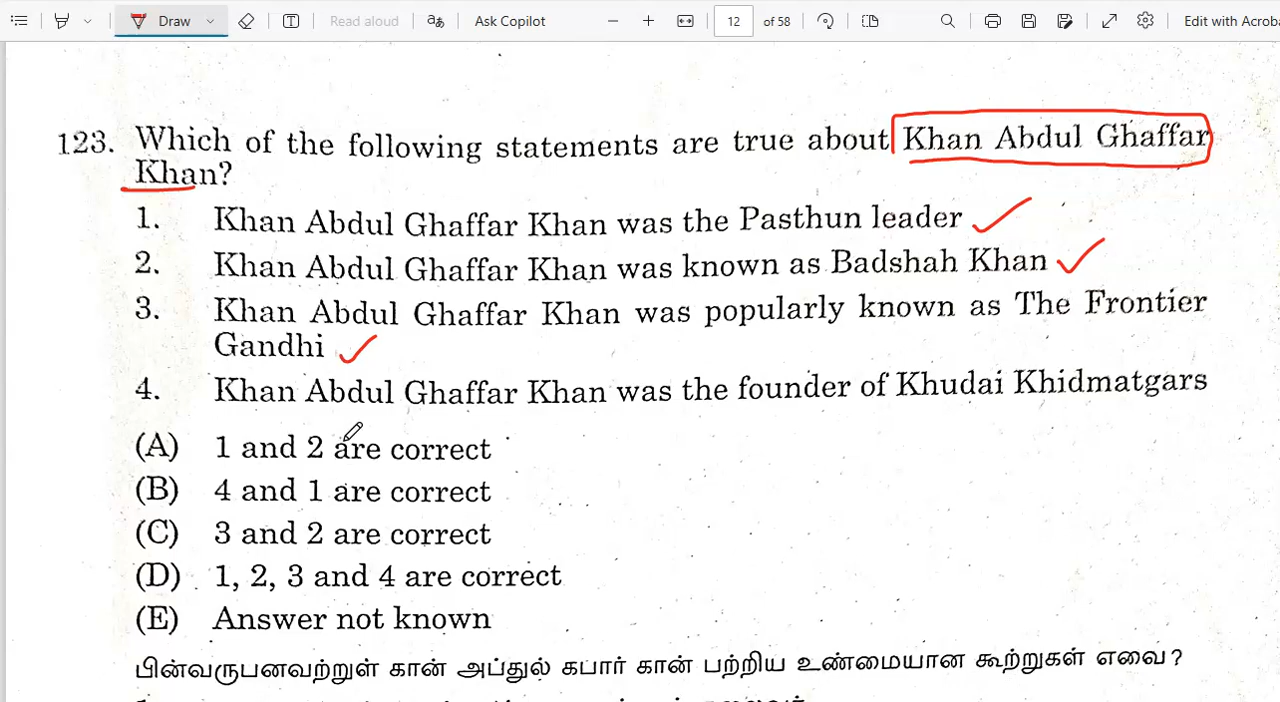 Draw
Read aloud
Ask Copilot
12
of 58
Edit with Acroba
123. Which of the following statements are true about Khan Abdul Ghaffar
Khan?
1. Khan Abdul Ghaffar Khan was the Pasthun leader
2. Khan Abdul Ghaffar Khan was known as Badshah Khan
3. Khan Abdul Ghaffar Khan was popularly known as The Frontier
Gandhi
4. Khan Abdul Ghaffar Khan was the founder of Khudai Khidmatgars
(A) 1 and 2 are correct
(B) 4 and 1 are correct
(C) 3 and 2 are correct
(D) 1, 2, 3 and 4 are correct
(E) Answer not known
பின்வருபனவற்றுள் கான் அப்துல் கபார் கான் பற்றிய உண்மையான கூற்றுகள் எவை?